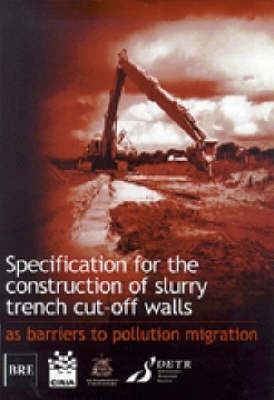 Specification for the
construction of slurry
trench cut-off walls
as barriers to pollution migration
BRE
CIRIA
DETR